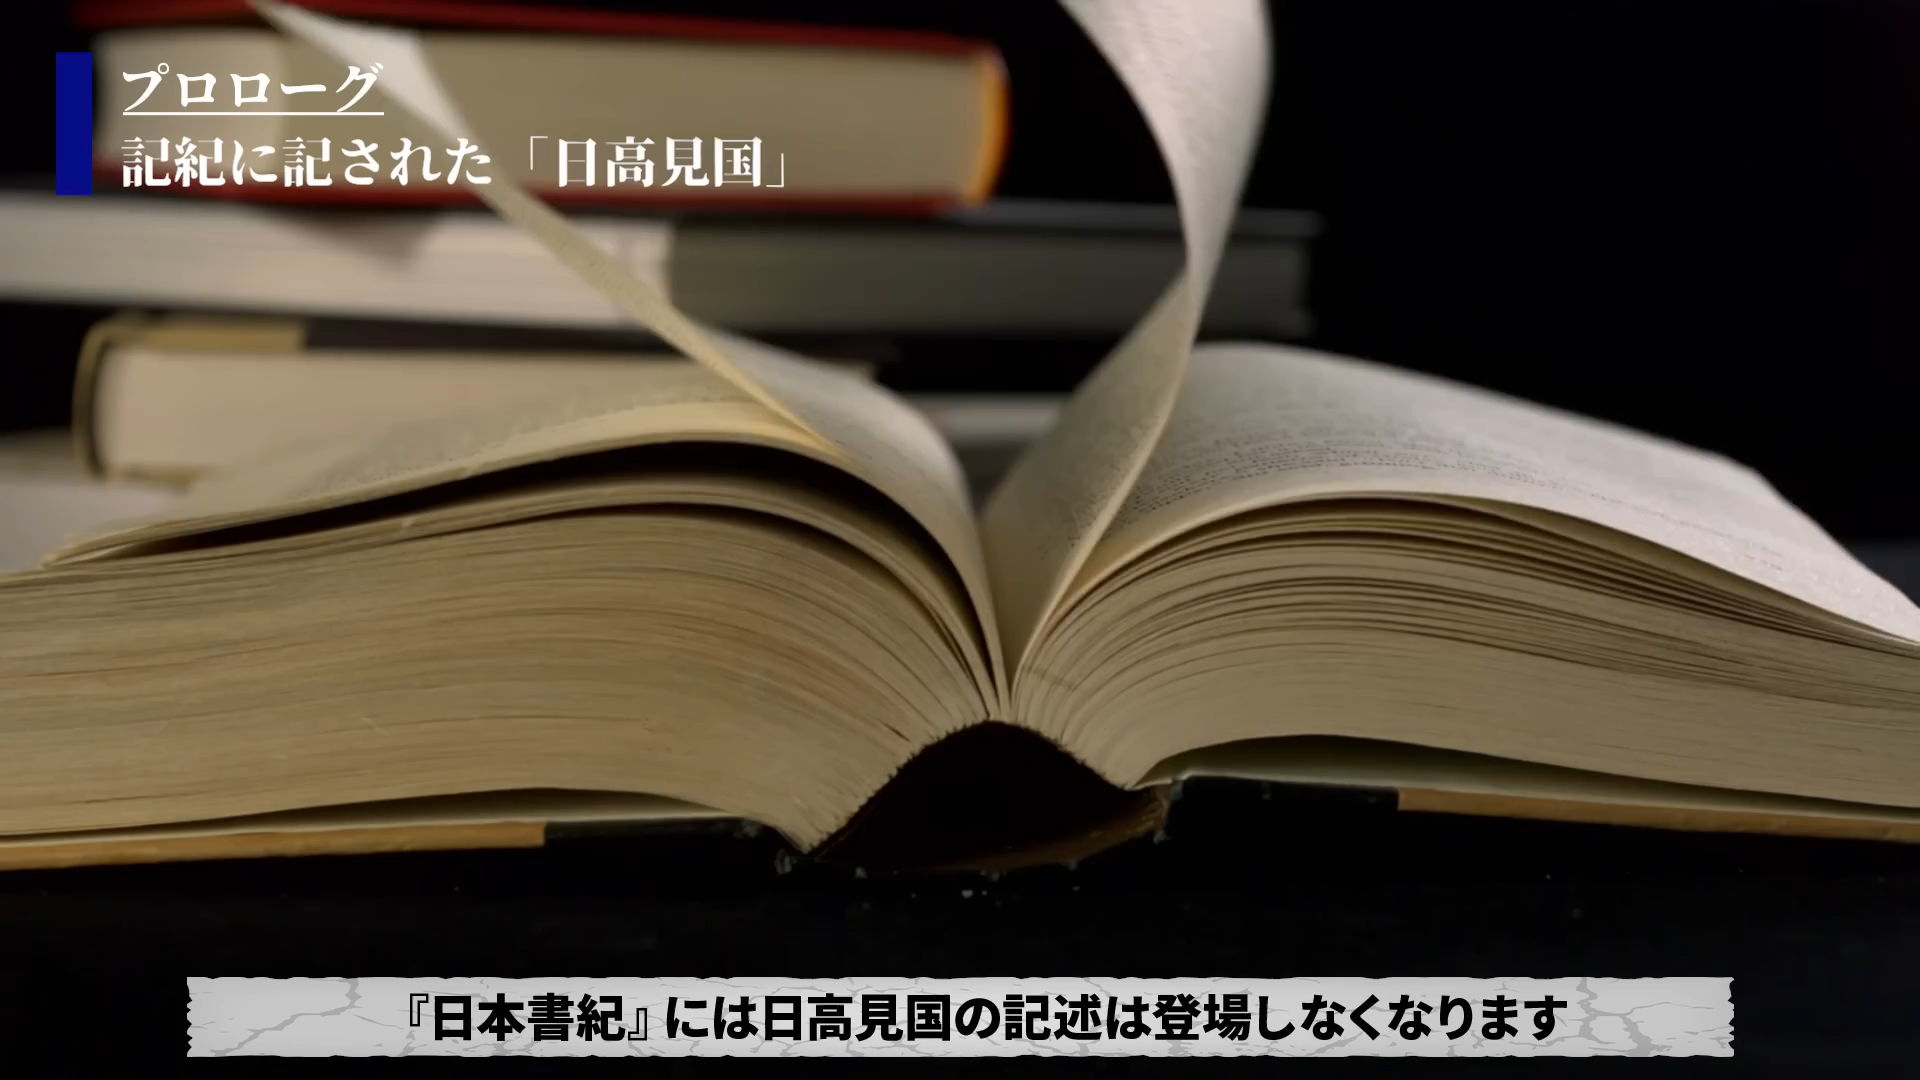 プロローグ
記紀に記された「日高見国」
『日本書紀』には日高見国の記述は登場しなくなります